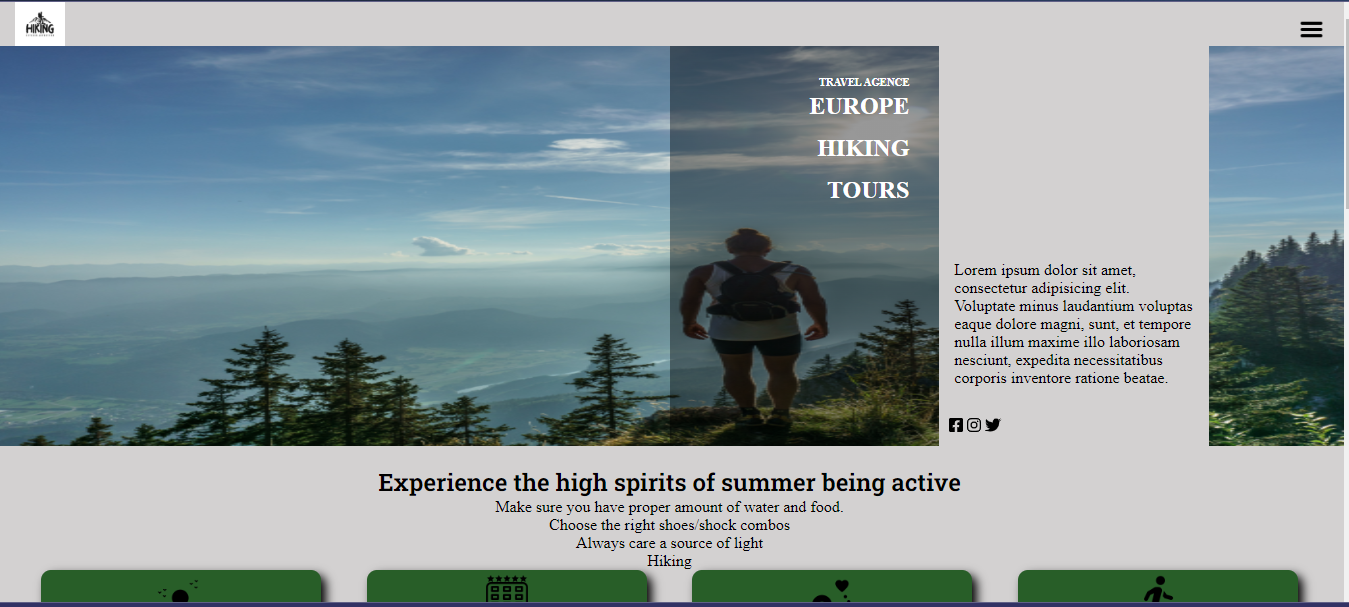 HIKING
TRAVEL AGENCE
EUROPE
HIKING
TOURS
Lorem ipsum dolor sit amet,
consectetur adipisicing elit.
Voluptate minus laudantium voluptas
eaque dolore magni, sunt, et tempore
nulla illum maxime illo laboriosam
nesciunt, expedita necessitatibus
corporis inventore ratione beatae.
Experience the high spirits of summer being active
Make sure you have proper amount of water and food.
Choose the right shoes/shock combos
Always care a source of light
Hiking